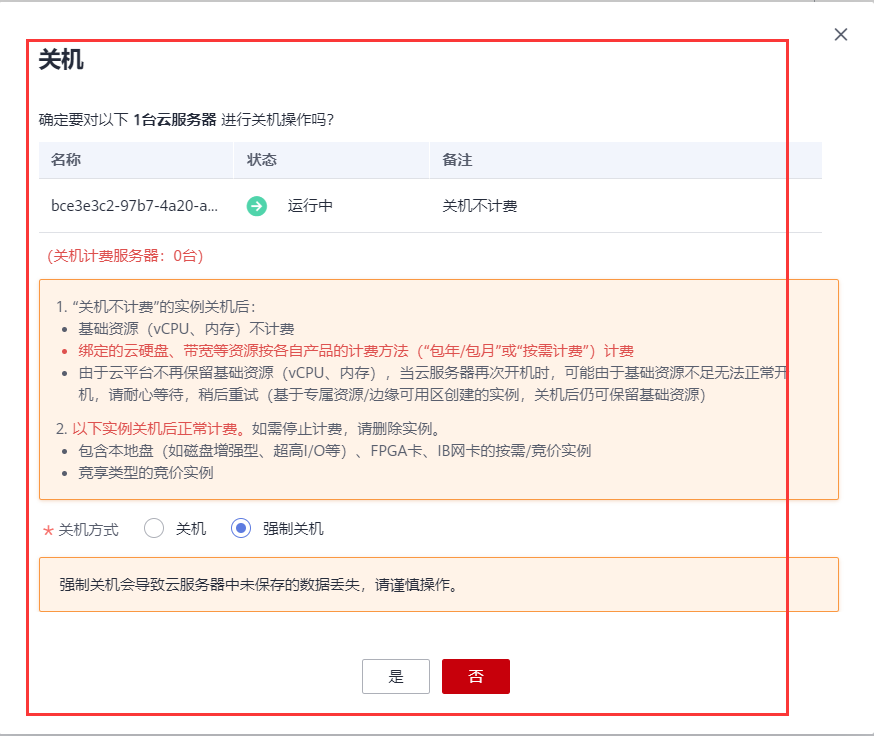 关机
确定要对以下 1台云服务器 进行关机操作吗？
名称 状态 备注
bce3e3c2-97b7-4a20-a... 运行中 关机不计费
(关机计费服务器：0台)
1. “关机不计费”的实例关机后：
• 基础资源（vCPU、内存）不计费
• 绑定的云硬盘、带宽等资源按各自产品的计费方法（“包年/包月”或“按需计费”）计费
• 由于云平台不再保留基础资源（vCPU、内存），当云服务器再次开机时，可能由于基础资源不足无法正常开
机，请耐心等待，稍后重试（基于专属资源/边缘可用区创建的实例，关机后仍可保留基础资源）
2. 以下实例关机后正常计费。如需停止计费，请删除实例。
• 包含本地盘（如磁盘增强型、超高I/O等）、FPGA卡、IB网卡的按需/竞价实例
• 竞享类型的竞价实例
* 关机方式 关机 强制关机
强制关机会导致云服务器中未保存的数据丢失，请谨慎操作。
是 否